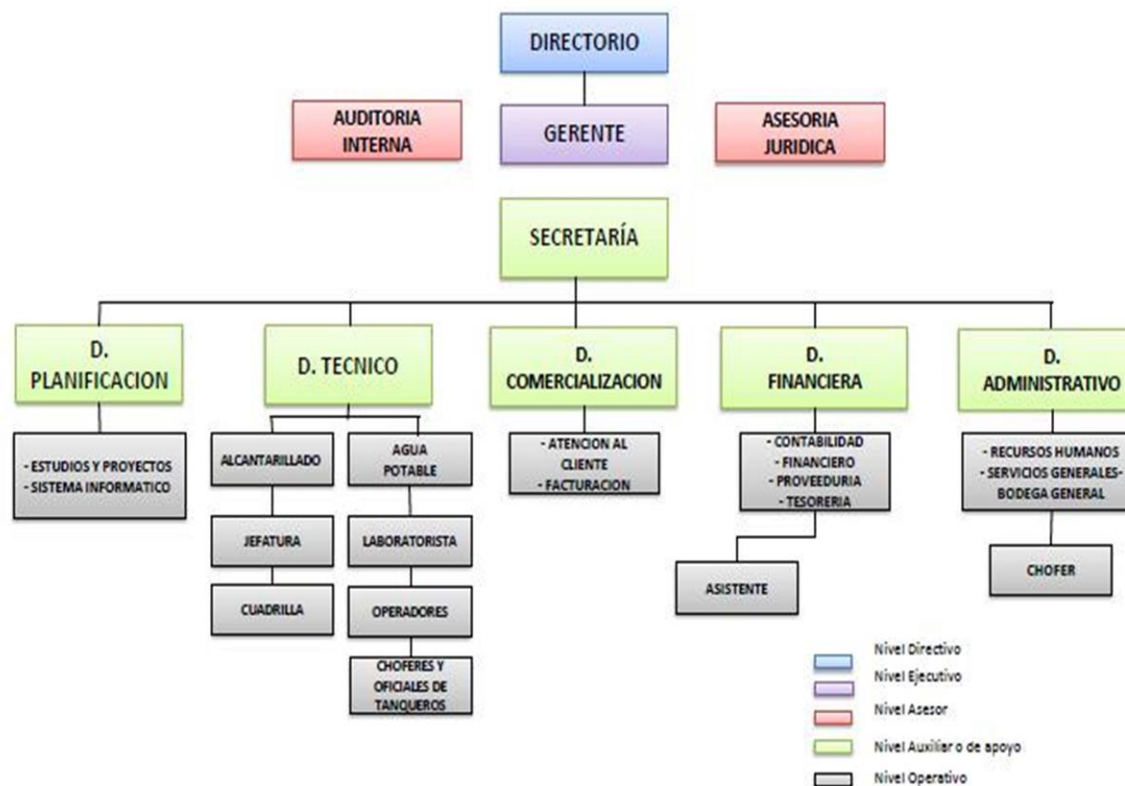 DIRECTORIO
AUDITORIA
INTERNA
GERENTE
ASESORIA
JURIDICA
SECRETARÍA
D.
PLANIFICACION
D. TECNICO
D.
COMERCIALIZACION
D.
FINANCIERA
D.
ADMINISTRATIVO
- ESTUDIOS Y PROYECTOS
- SISTEMA INFORMATICO
ALCANTARILLADO
AGUA
POTABLE
- ATENCION AL
CLIENTE
- FACTURACION
- CONTABILIDAD
- FINANCIERO
- PROVEEDURIA
- TESORERIA
- RECURSOS HUMANOS
- SERVICIOS GENERALES-
BODEGA GENERAL
JEFATURA
LABORATORISTA
CHOFER
ASISTENTE
CUADRILLA
OPERADORES
CHOFERES Y
OFICIALES DE
TANQUEROS
Nivel Directivo
Nivel Ejecutivo
Nivel Asesor
Nivel Auxiliar o de apoyo
Nivel Operativo